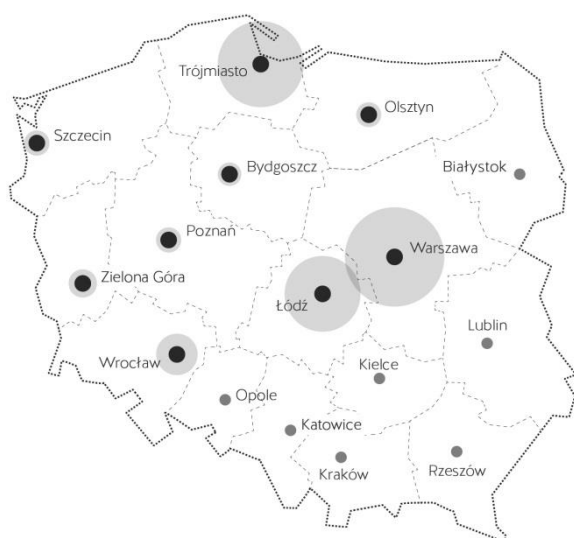 Trójmiasto
Olsztyn
Szczecin
Bydgoszcz
Białystok
Poznań
Warszawa
Zielona Góra
Łódź
Lublin
Wrocław
Kielce
Opole
Katowice
Kraków
Rzeszów